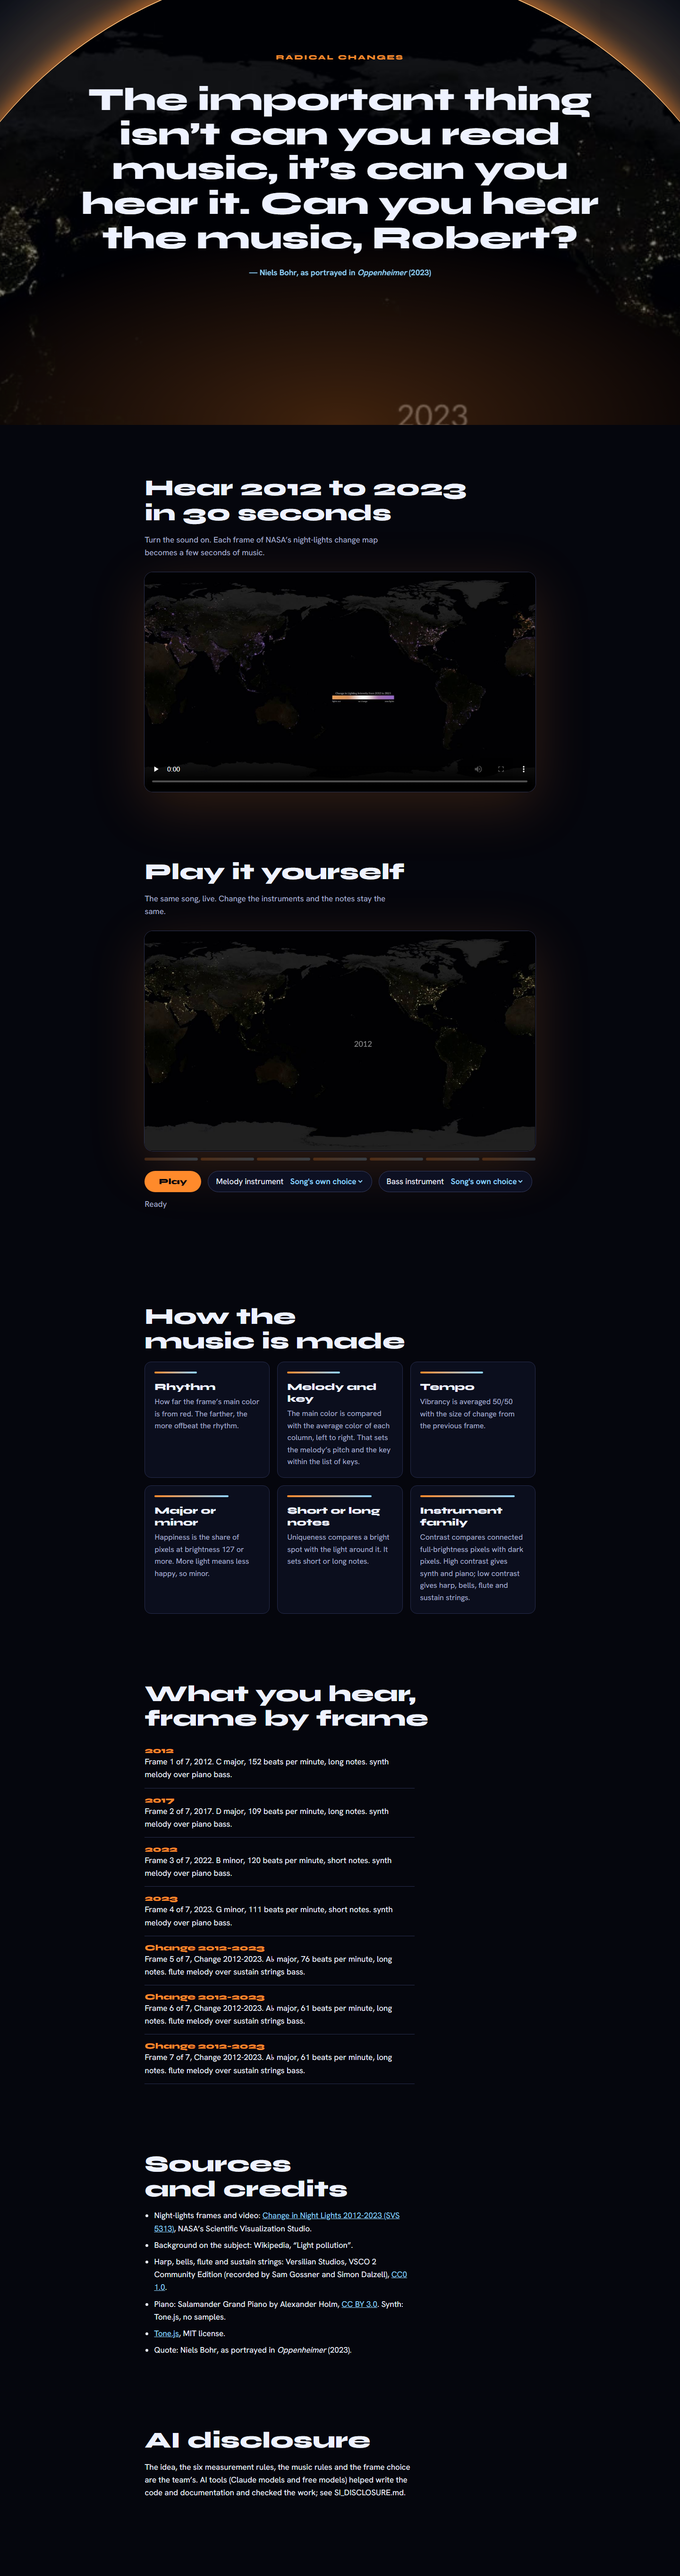 RADICAL CHANGES
The important thing
isn’t can you read
music, it’s can you
hear it. Can you hear
the music, Robert?
— Niels Bohr, as portrayed in Oppenheimer (2023)
2023
Hear 2012 to 2023
in 30 seconds
Turn the sound on. Each frame of NASA’s night-lights change map
becomes a few seconds of music.
0:00
Play it yourself
The same song, live. Change the instruments and the notes stay the
same.
2012
Play
Melody instrument Song's own choice
Bass instrument Song's own choice
Ready
How the
music is made
Rhythm
How far the frame’s main color
is from red. The farther, the
more offbeat the rhythm.
Melody and
key
The main color is compared
with the average color of each
column, left to right. That sets
the melody’s pitch and the key
within the list of keys.
Tempo
Vibrancy is averaged 50/50
with the size of change from
the previous frame.
Major or
minor
Happiness is the share of
pixels at brightness 127 or
more. More light means less
happy, so minor.
Short or long
notes
Uniqueness compares a bright
spot with the light around it. It
sets short or long notes.
Instrument
family
Contrast compares connected
full-brightness pixels with dark
pixels. High contrast gives
synth and piano; low contrast
gives harp, bells, flute and
sustain strings.
What you hear,
frame by frame
2012
Frame 1 of 7, 2012. C major, 152 beats per minute, long notes. synth
melody over piano bass.
2017
Frame 2 of 7, 2017. D major, 109 beats per minute, long notes. synth
melody over piano bass.
2022
Frame 3 of 7, 2022. B minor, 120 beats per minute, short notes. synth
melody over piano bass.
2023
Frame 4 of 7, 2023. G minor, 111 beats per minute, short notes. synth
melody over piano bass.
Change 2012-2023
Frame 5 of 7, Change 2012-2023. A♭ major, 76 beats per minute, long
notes. flute melody over sustain strings bass.
Change 2012-2023
Frame 6 of 7, Change 2012-2023. A♭ major, 61 beats per minute, long
notes. flute melody over sustain strings bass.
Change 2012-2023
Frame 7 of 7, Change 2012-2023. A♭ major, 61 beats per minute, long
notes. flute melody over sustain strings bass.
Sources
and credits
• Night-lights frames and video: Change in Night Lights 2012-2023 (SVS
5313), NASA’s Scientific Visualization Studio.
• Background on the subject: Wikipedia, “Light pollution”.
• Harp, bells, flute and sustain strings: Versilian Studios, VSCO 2
Community Edition (recorded by Sam Gossner and Simon Dalzell), CC0
1.0.
• Piano: Salamander Grand Piano by Alexander Holm, CC BY 3.0. Synth:
Tone.js, no samples.
• Tone.js, MIT license.
• Quote: Niels Bohr, as portrayed in Oppenheimer (2023).
AI disclosure
The idea, the six measurement rules, the music rules and the frame choice
are the team’s. AI tools (Claude models and free models) helped write the
code and documentation and checked the work; see SI_DISCLOSURE.md.